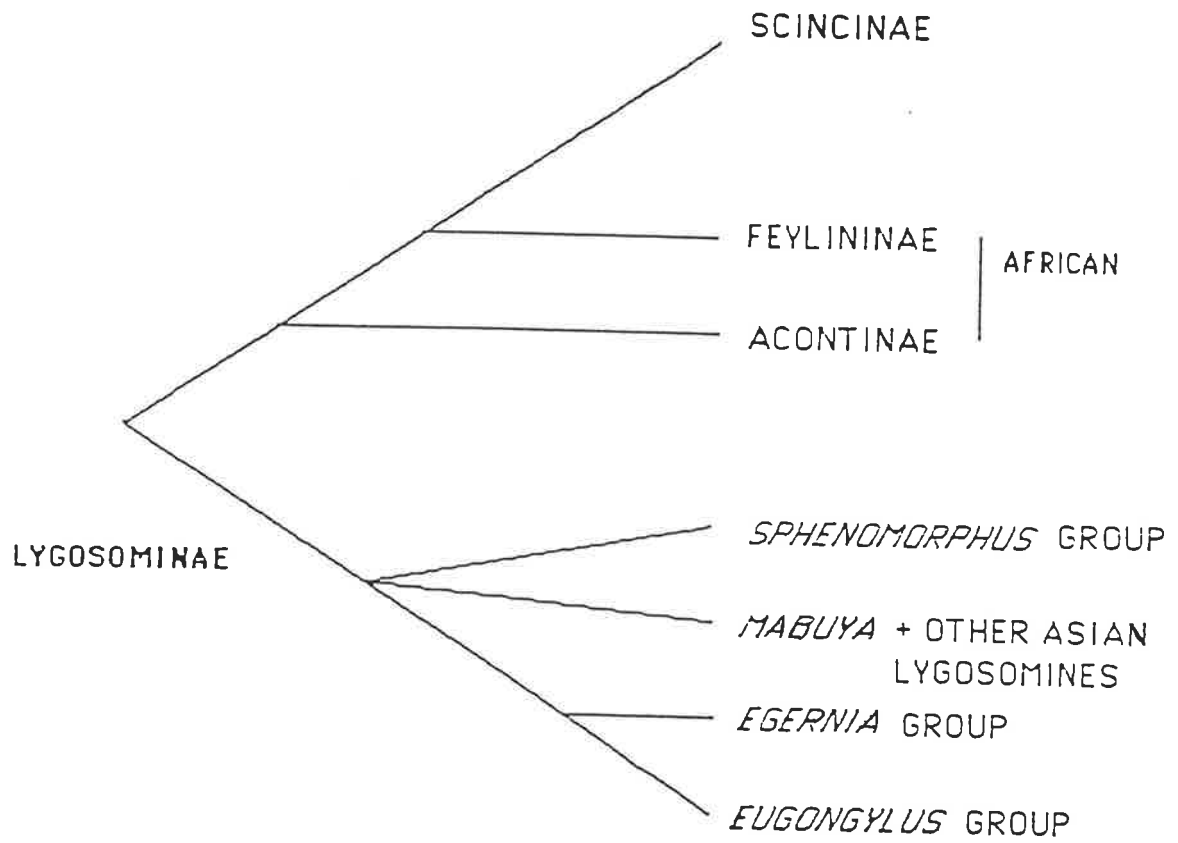 SCINCINAE
FEYLININAE
AFRICAN
ACONTINAE
LYGOSOMINAE
SPHENOMORPHUS GROUP
MABUYA + OTHER ASIAN
LYGOSOMINES
EGERNIA GROUP
EUGONGYLUS GROUP